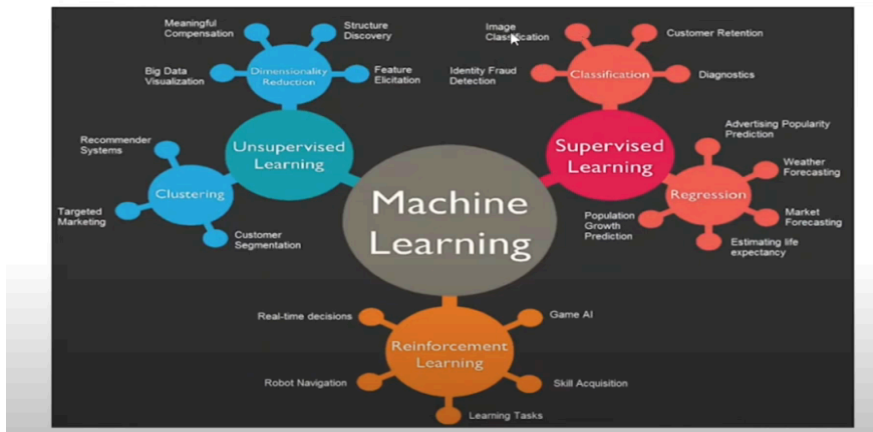 Meaningful
Compensation
Structure
Discovery
Big Data
Visualization
Dimensionality
Reduction
Feature
Elicitation
Recommender
Systems
Unsupervised
Learning
Clustering
Targeted
Marketing
Customer
Segmentation
Machine
Learning
Image
Classification
Customer Retention
Identity Fraud
Detection
Classification
Diagnostics
Supervised
Learning
Advertising Popularity
Prediction
Weather
Forecasting
Regression
Population
Growth
Prediction
Market
Forecasting
Estimating life
expectancy
Real-time decisions
Game AI
Reinforcement
Learning
Robot Navigation
Skill Acquisition
Learning Tasks